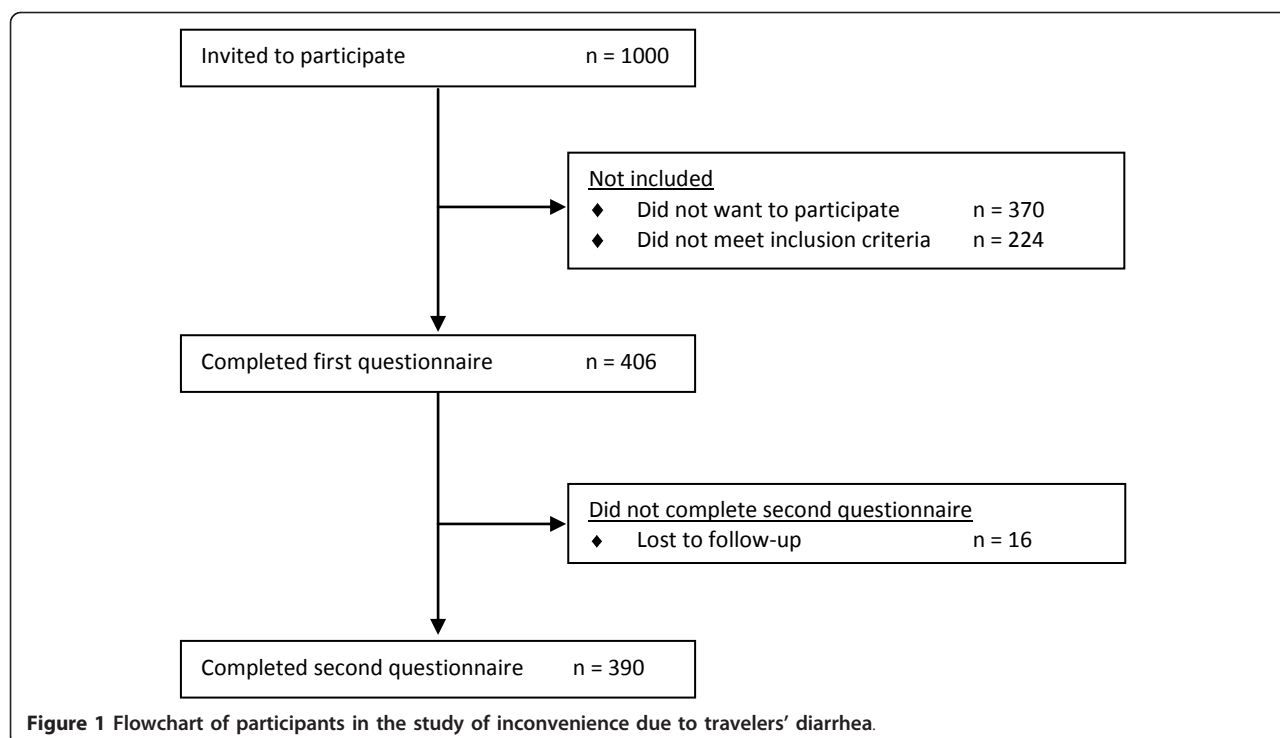 Invited to participate n = 1000
Not included
♦ Did not want to participate n = 370
♦ Did not meet inclusion criteria n = 224
Completed first questionnaire n = 406
Did not complete second questionnaire
♦ Lost to follow-up n = 16
Completed second questionnaire n = 390
Figure 1 Flowchart of participants in the study of inconvenience due to travelers’ diarrhea.